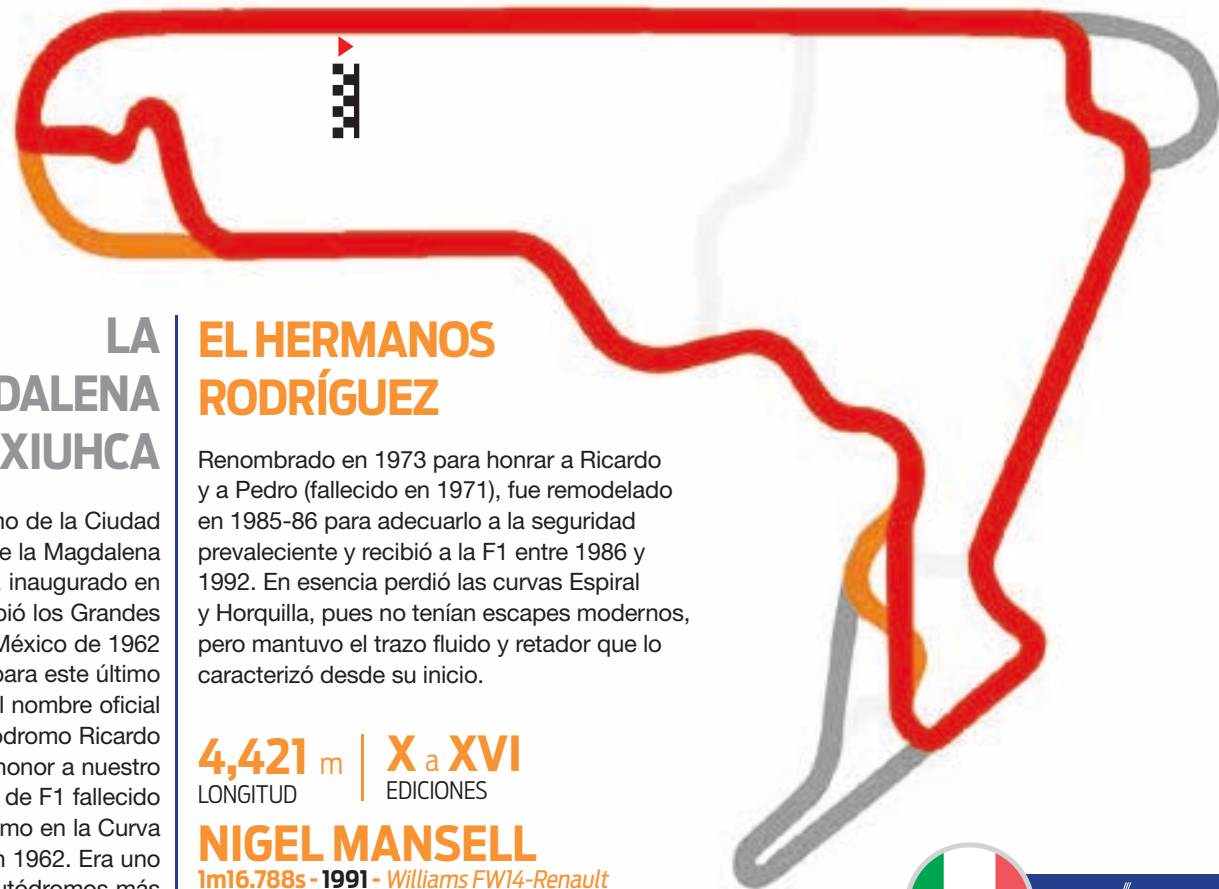 LA
DALENA
XIUHCA
no de la Ciudad
e la Magdalena
inaugurado en
bió los Grandes
México de 1962
para este último
l nombre oficial
ódromo Ricardo
honor a nuestro
de F1 fallecido
mo en la Curva
n 1962. Era uno
autódromos más
EL HERMANOS
RODRÍGUEZ
Renombrado en 1973 para honrar a Ricardo
y a Pedro (fallecido en 1971), fue remodelado
en 1985-86 para adecuarlo a la seguridad
prevaleciente y recibió a la F1 entre 1986 y
1992. En esencia perdió las curvas Espiral
y Horquilla, pues no tenían escapes modernos,
pero mantuvo el trazo fluido y retador que lo
caracterizó desde su inicio.
4,421 m
LONGITUD
X a XVI
EDICIONES
NIGEL MANSELL
1m16.788s - 1991 - Williams FW14-Renault